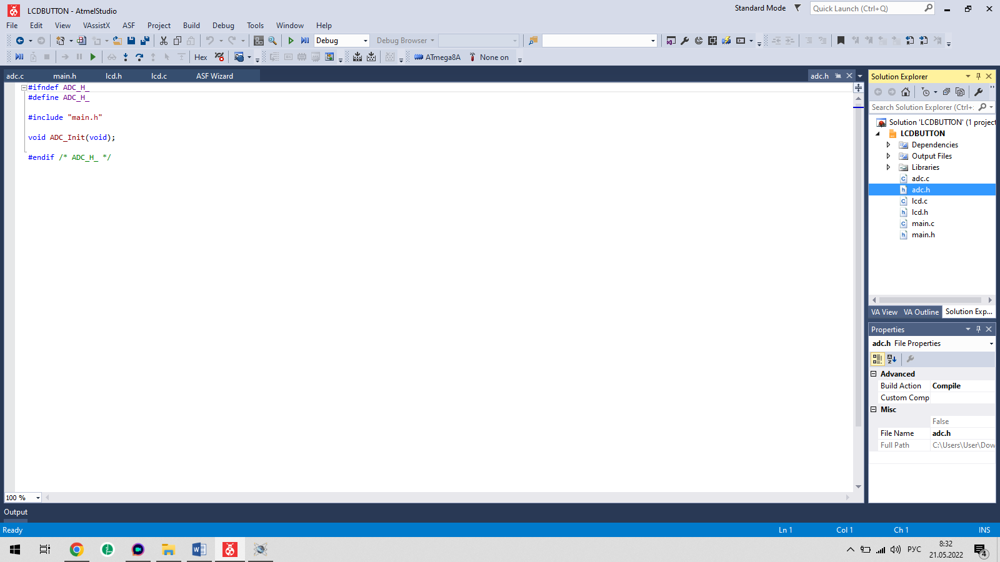 LCDBUTTON - AtmelStudio
Standard Mode
Quick Launch (Ctrl+Q)
File Edit View VAssistX ASF Project Build Debug Tools Window Help
Debug
Debug Browser
Hex
ATmega8A
None on
adc.c main.h lcd.h lcd.c ASF Wizard
adc.h
#ifndef ADC_H_
#define ADC_H_
#include "main.h"
void ADC_Init(void);
#endif /* ADC_H_ */
100 %
Solution Explorer
Search Solution Explorer (Ctrl+;
Solution 'LCDBUTTON' (1 project
LCDBUTTON
Dependencies
Output Files
Libraries
adc.c
adc.h
lcd.c
lcd.h
main.c
main.h
VA View VA Outline Solution Exp...
Properties
adc.h File Properties
Advanced
Build Action Compile
Custom Comp
Misc
False
File Name adc.h
Full Path C:\Users\User\Dow
Output
Ready
Ln 1 Col 1 Ch 1 INS
РУС
8:32
21.05.2022
4